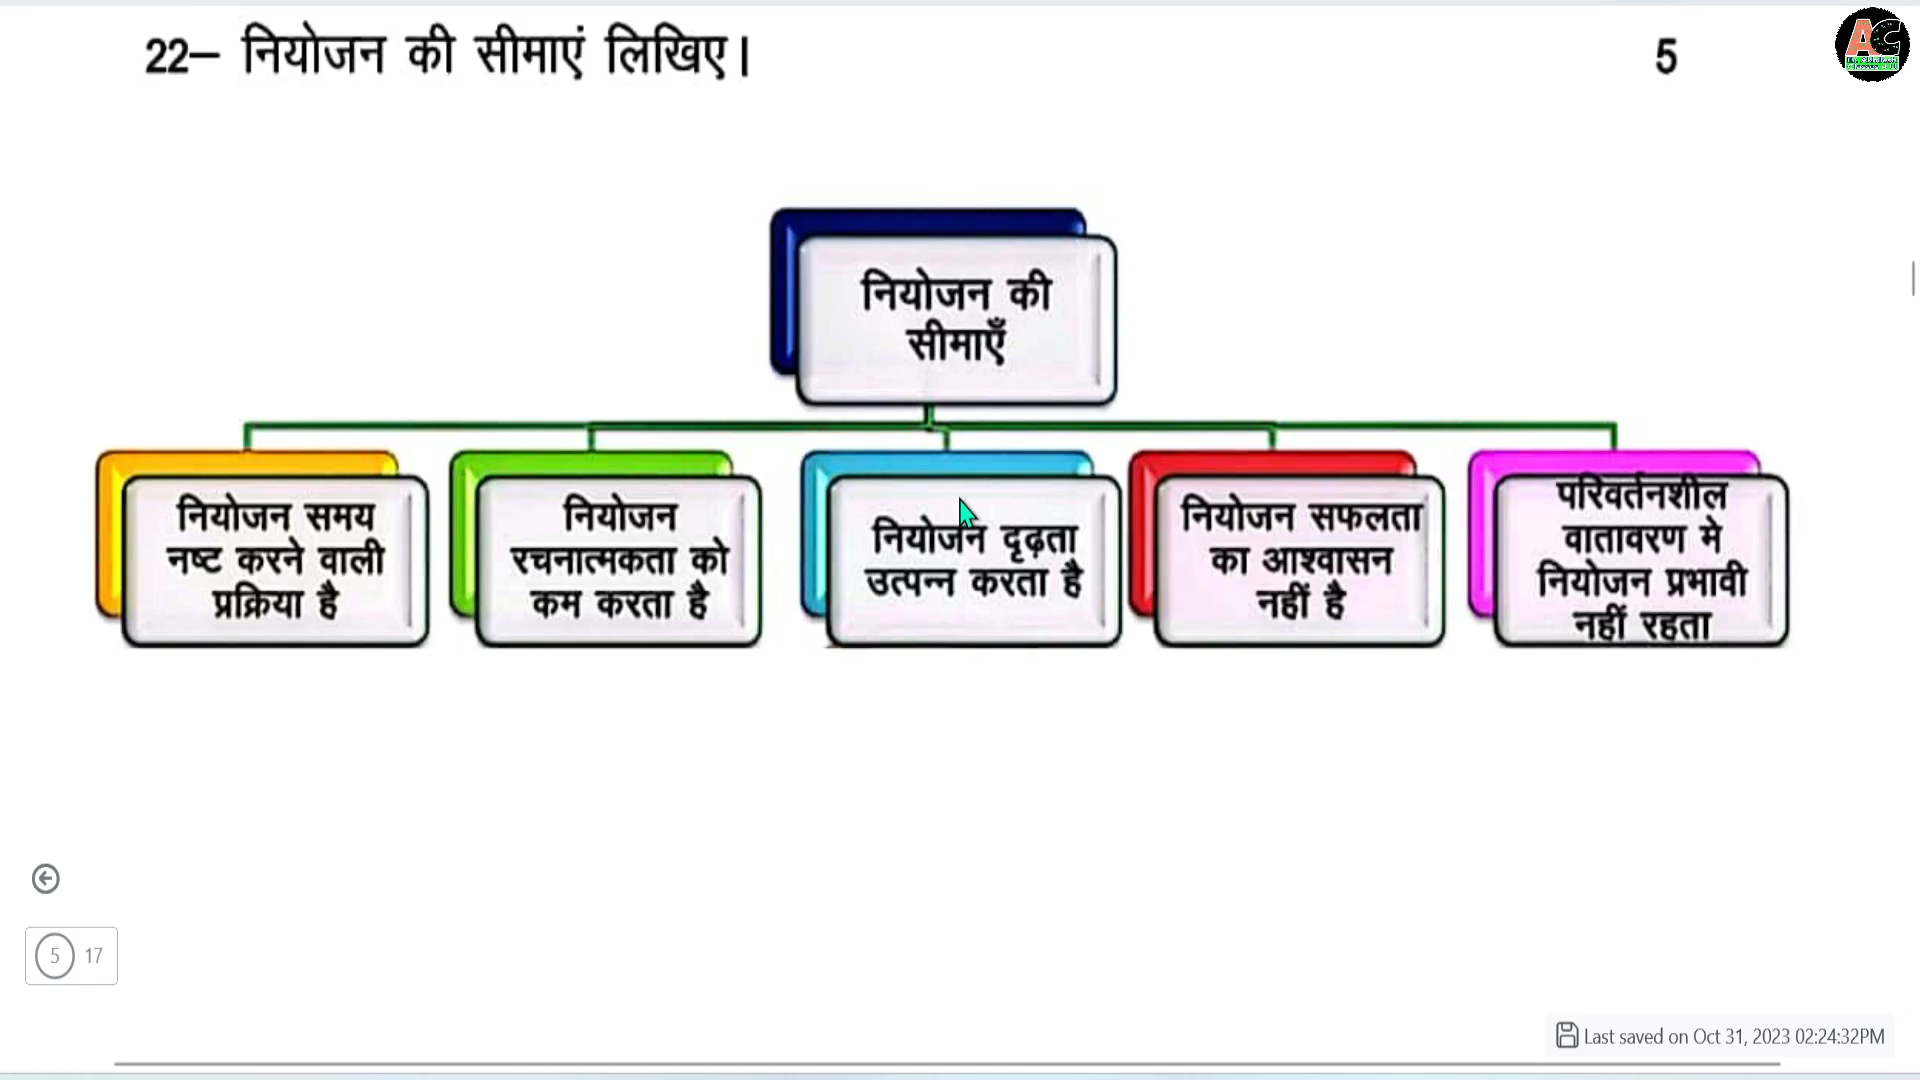 22– नियोजन की सीमाएं लिखिए।
5
AC
नियोजन की
सीमाएँ
नियोजन समय
नष्ट करने वाली
प्रक्रिया है
नियोजन
रचनात्मकता को
कम करता है
नियोजन दृढ़ता
उत्पन्न करता है
नियोजन सफलता
का आश्वासन
नहीं है
परिवर्तनशील
वातावरण मे
नियोजन प्रभावी
नहीं रहता
5 17
Last saved on Oct 31, 2023 02:24:32PM